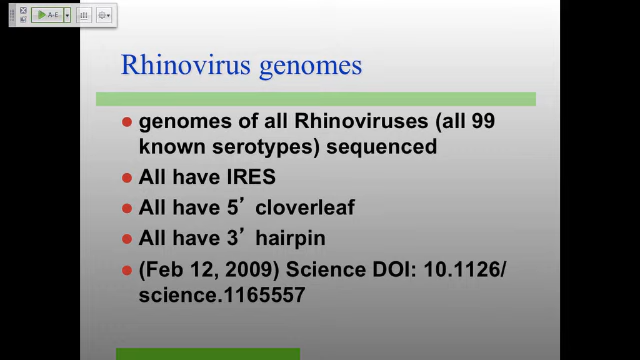 A-E
Rhinovirus genomes
genomes of all Rhinoviruses (all 99
known serotypes) sequenced
All have IRES
All have 5’ cloverleaf
All have 3’ hairpin
(Feb 12, 2009) Science DOI: 10.1126/
science.1165557